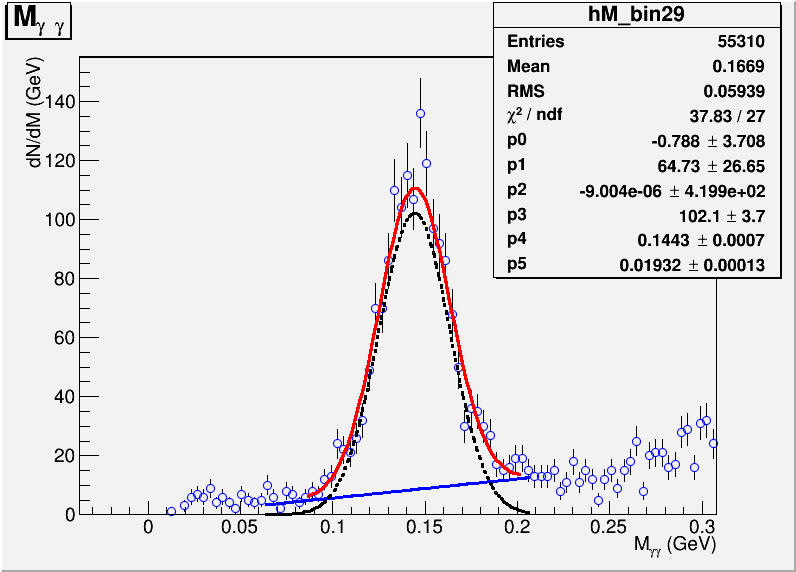 Mγ γ
hM_bin29
Entries 55310
Mean 0.1669
RMS 0.05939
χ² / ndf 37.83 / 27
p0 -0.788 ± 3.708
p1 64.73 ± 26.65
p2 -9.004e-06 ± 4.199e+02
p3 102.1 ± 3.7
p4 0.1443 ± 0.0007
p5 0.01932 ± 0.00013
dN/dM (GeV)
140
120
100
80
60
40
20
0
0 0.05 0.1 0.15 0.2 0.25 0.3
Mγγ (GeV)